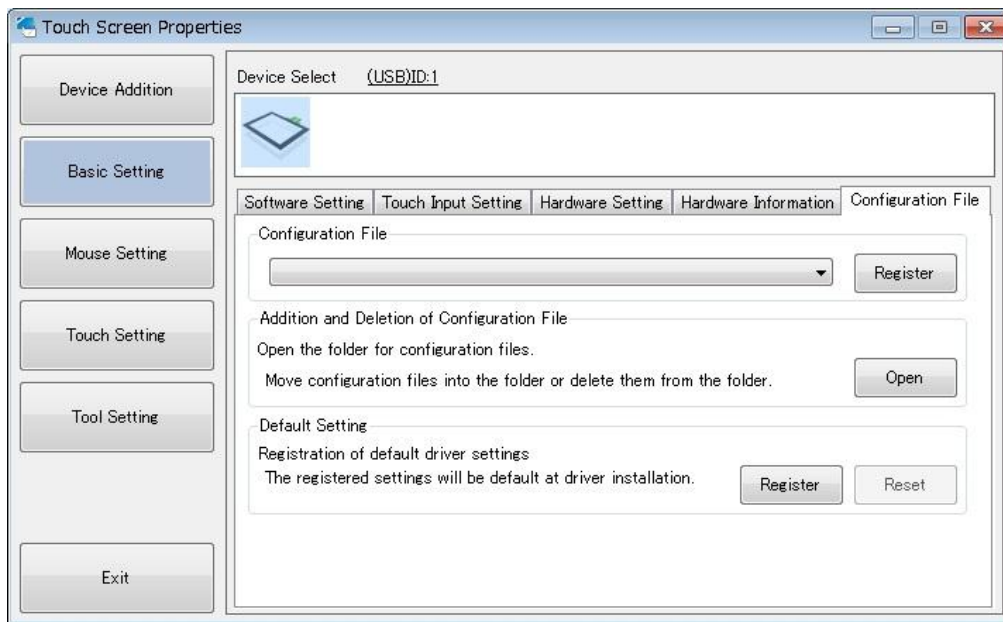 Touch Screen Properties
Device Addition
Basic Setting
Mouse Setting
Touch Setting
Tool Setting
Exit
Device Select (USB)ID:1
Software Setting Touch Input Setting Hardware Setting Hardware Information Configuration File
Configuration File
Register
Addition and Deletion of Configuration File
Open the folder for configuration files.
Move configuration files into the folder or delete them from the folder.
Open
Default Setting
Registration of default driver settings
The registered settings will be default at driver installation.
Register
Reset